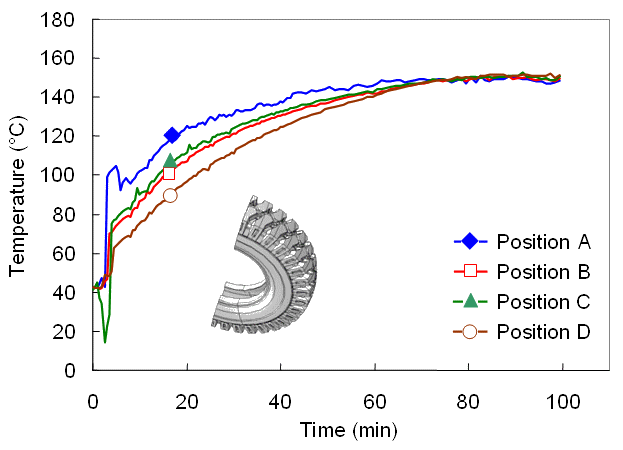 180
160
140
120
100
80
60
40
20
0
Temperature (°C)
Position A
Position B
Position C
Position D
0 20 40 60 80 100
Time (min)